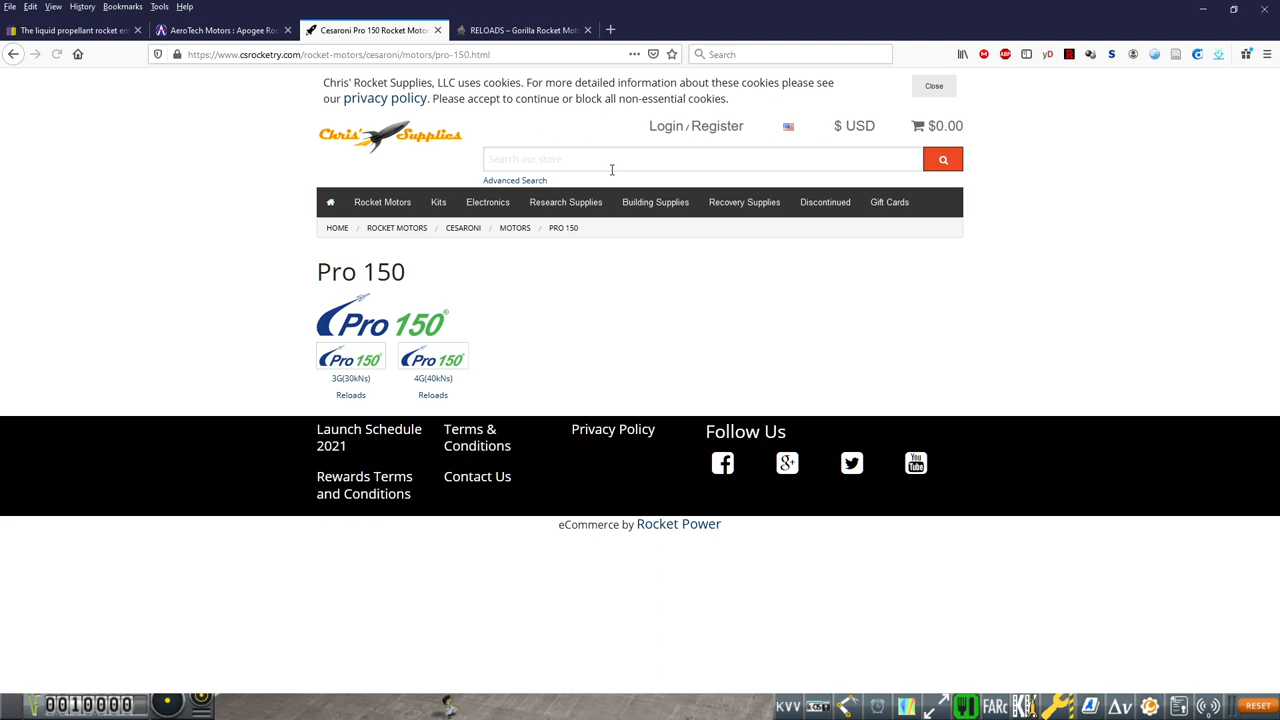 File Edit View History Bookmarks Tools Help
The liquid propellant rocket en
AeroTech Motors : Apogee Roc
Cesaroni Pro 150 Rocket Motor
RELOADS – Gorilla Rocket Mot
https://www.csrocketry.com/rocket-motors/cesaroni/motors/pro-150.html
Search
Chris' Rocket Supplies, LLC uses cookies. For more detailed information about these cookies please see
our privacy policy. Please accept to continue or block all non-essential cookies.
Close
Chris' Supplies
Login / Register
$ USD
$0.00
Search our store
Advanced Search
Rocket Motors Kits Electronics Research Supplies Building Supplies Recovery Supplies Discontinued Gift Cards
HOME / ROCKET MOTORS / CESARONI / MOTORS / PRO 150
Pro 150
Pro 150®
Pro 150® Pro 150®
3G(30kNs) 4G(40kNs)
Reloads Reloads
Launch Schedule
2021
Terms &
Conditions
Privacy Policy
Follow Us
Rewards Terms
and Conditions
Contact Us
eCommerce by Rocket Power
0010000
KVV
FARc
Δv
RESET